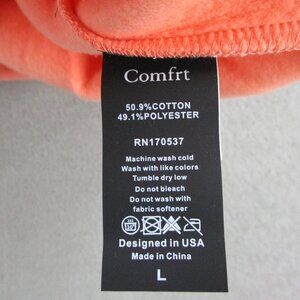 Comfrt
50.9%COTTON
49.1%POLYESTER
RN170537
Machine wash cold
Wash with like colors
Tumble dry low
Do not bleach
Do not wash with
fabric softener
Designed in USA
Made in China
L